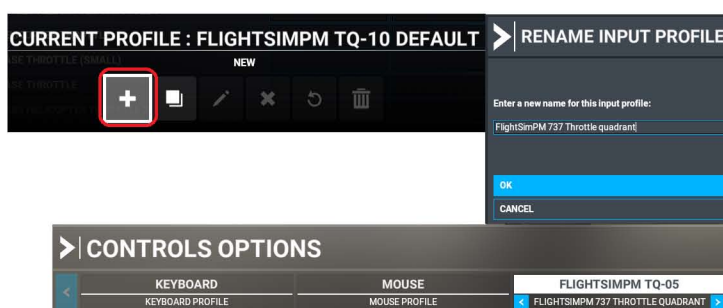 CURRENT PROFILE : FLIGHTSIMPM TQ-10 DEFAULT
NEW
RENAME INPUT PROFILE
Enter a new name for this input profile:
FlightSimPM 737 Throttle quadrant
OK
CANCEL
CONTROLS OPTIONS
KEYBOARD
KEYBOARD PROFILE
MOUSE
MOUSE PROFILE
FLIGHTSIMPM TQ-05
FLIGHTSIMPM 737 THROTTLE QUADRANT